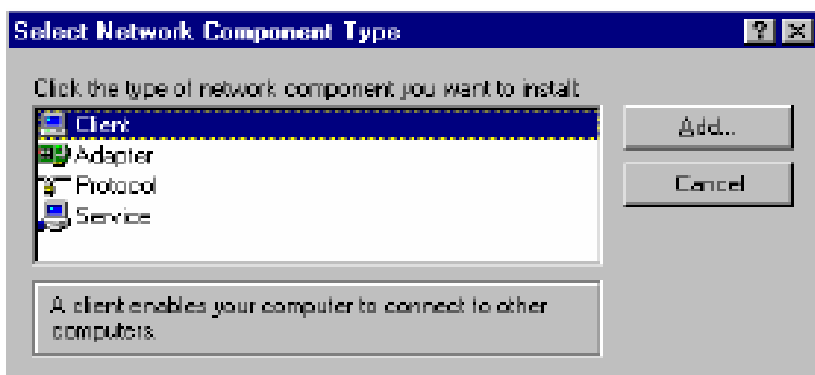 Select Network Component Type
Click the type of network component you want to install:
Client
Adapter
Protocol
Service
Add...
Cancel
A client enables your computer to connect to other
computers.